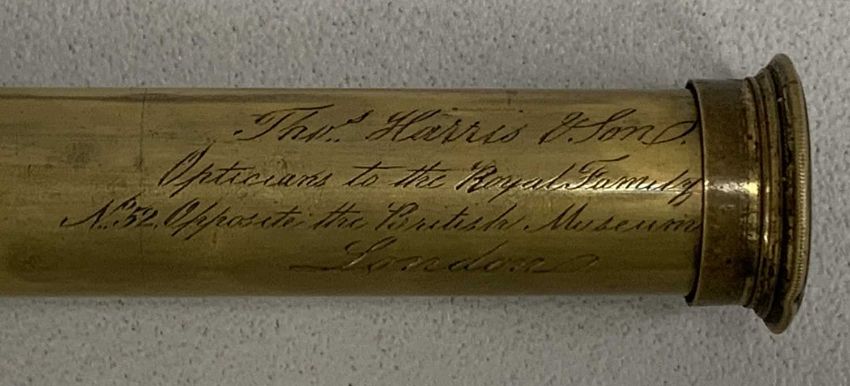 Thos. Harris & Son.
Opticians to the Royal Family
No. 52. Opposite the British Museum
London